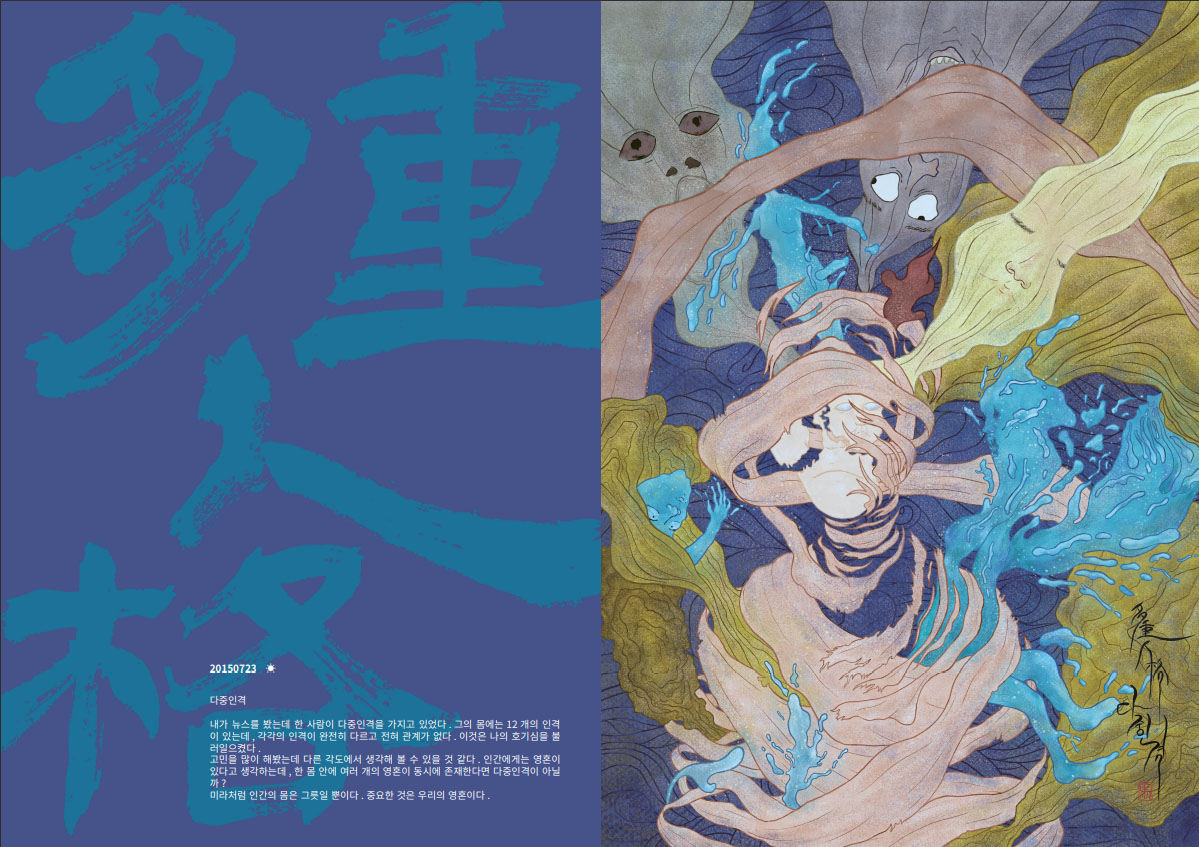 多重
人
格
20150723
다중인격
내가 뉴스를 봤는데 한 사람이 다중인격을 가지고 있었다 . 그의 몸에는 12 개의 인격
이 있는데 , 각각의 인격이 완전히 다르고 전혀 관계가 없다 . 이것은 나의 호기심을 불
러일으켰다 .
고민을 많이 해봤는데 다른 각도에서 생각해 볼 수 있을 것 같다 . 인간에게는 영혼이
있다고 생각하는데 , 한 몸 안에 여러 개의 영혼이 동시에 존재한다면 다중인격이 아닐
까 ?
미라처럼 인간의 몸은 그릇일 뿐이다 . 중요한 것은 우리의 영혼이다 .
多重人格
다중인격